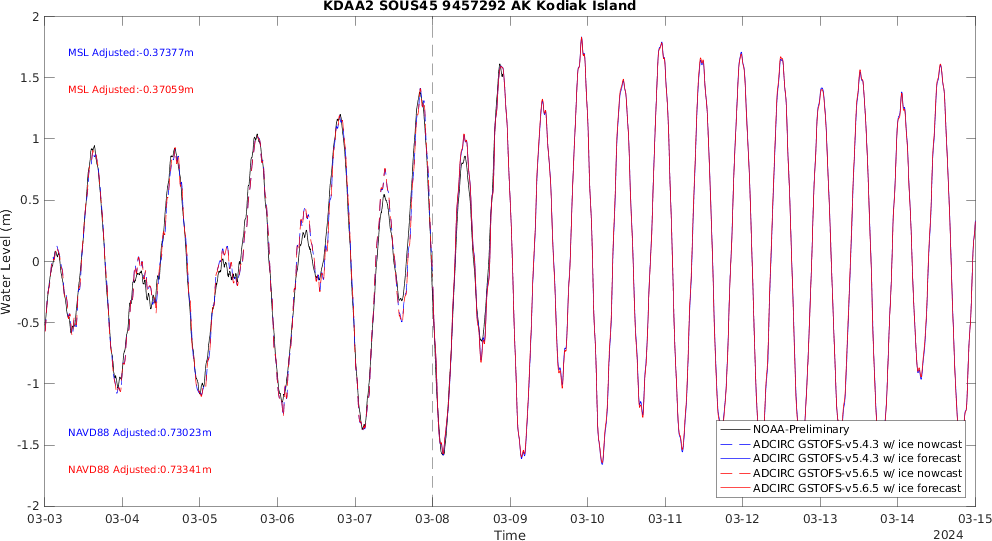 KDAA2 SOUS45 9457292 AK Kodiak Island
2
1.5
1
0.5
0
-0.5
-1
-1.5
-2
Water Level (m)
MSL Adjusted:-0.37377m
MSL Adjusted:-0.37059m
NAVD88 Adjusted:0.73023m
NAVD88 Adjusted:0.73341m
NOAA-Preliminary
ADCIRC GSTOFS-v5.4.3 w/ ice nowcast
ADCIRC GSTOFS-v5.4.3 w/ ice forecast
ADCIRC GSTOFS-v5.6.5 w/ ice nowcast
ADCIRC GSTOFS-v5.6.5 w/ ice forecast
03-03 03-04 03-05 03-06 03-07 03-08 03-09 03-10 03-11 03-12 03-13 03-14 03-15
Time
2024